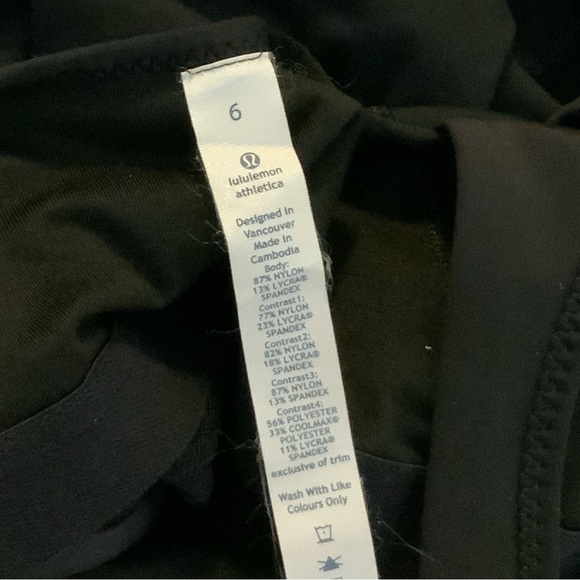 6
lululemon
athletica
Designed in
Vancouver
Made in
Cambodia
Body:
87% NYLON
13% LYCRA®
SPANDEX
Contrast1:
77% NYLON
23% LYCRA®
SPANDEX
Contrast2:
82% NYLON
18% LYCRA®
SPANDEX
Contrast3:
87% NYLON
13% SPANDEX
Contrast4:
56% POLYESTER
33% COOLMAX®
POLYESTER
11% LYCRA®
SPANDEX
exclusive of trim
Wash With Like
Colours Only